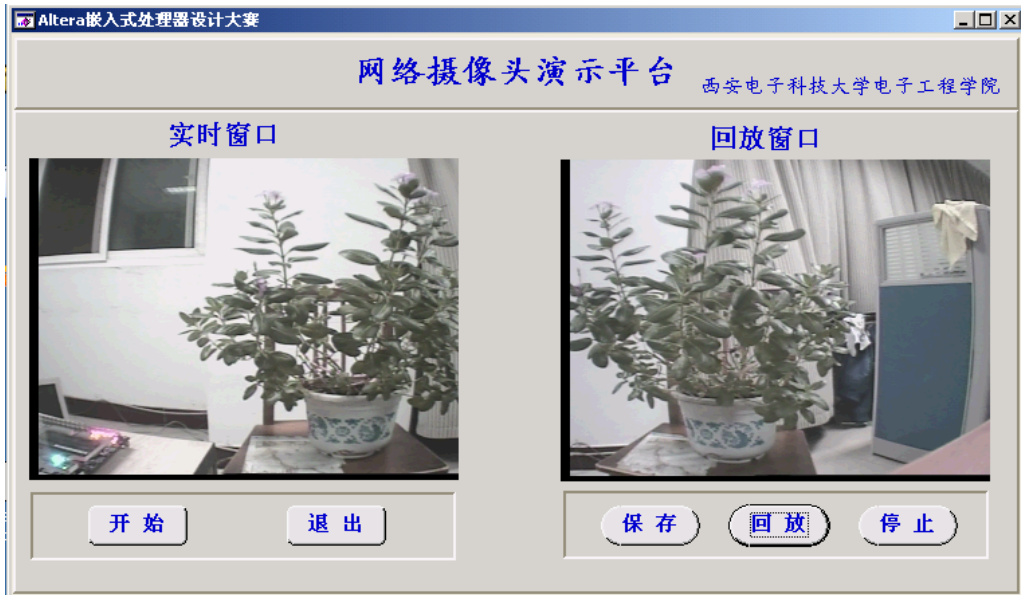 Altera嵌入式处理器设计大赛
网络摄像头演示平台
西安电子科技大学电子工程学院
实时窗口
回放窗口
开 始
退 出
保 存
回 放
停 止